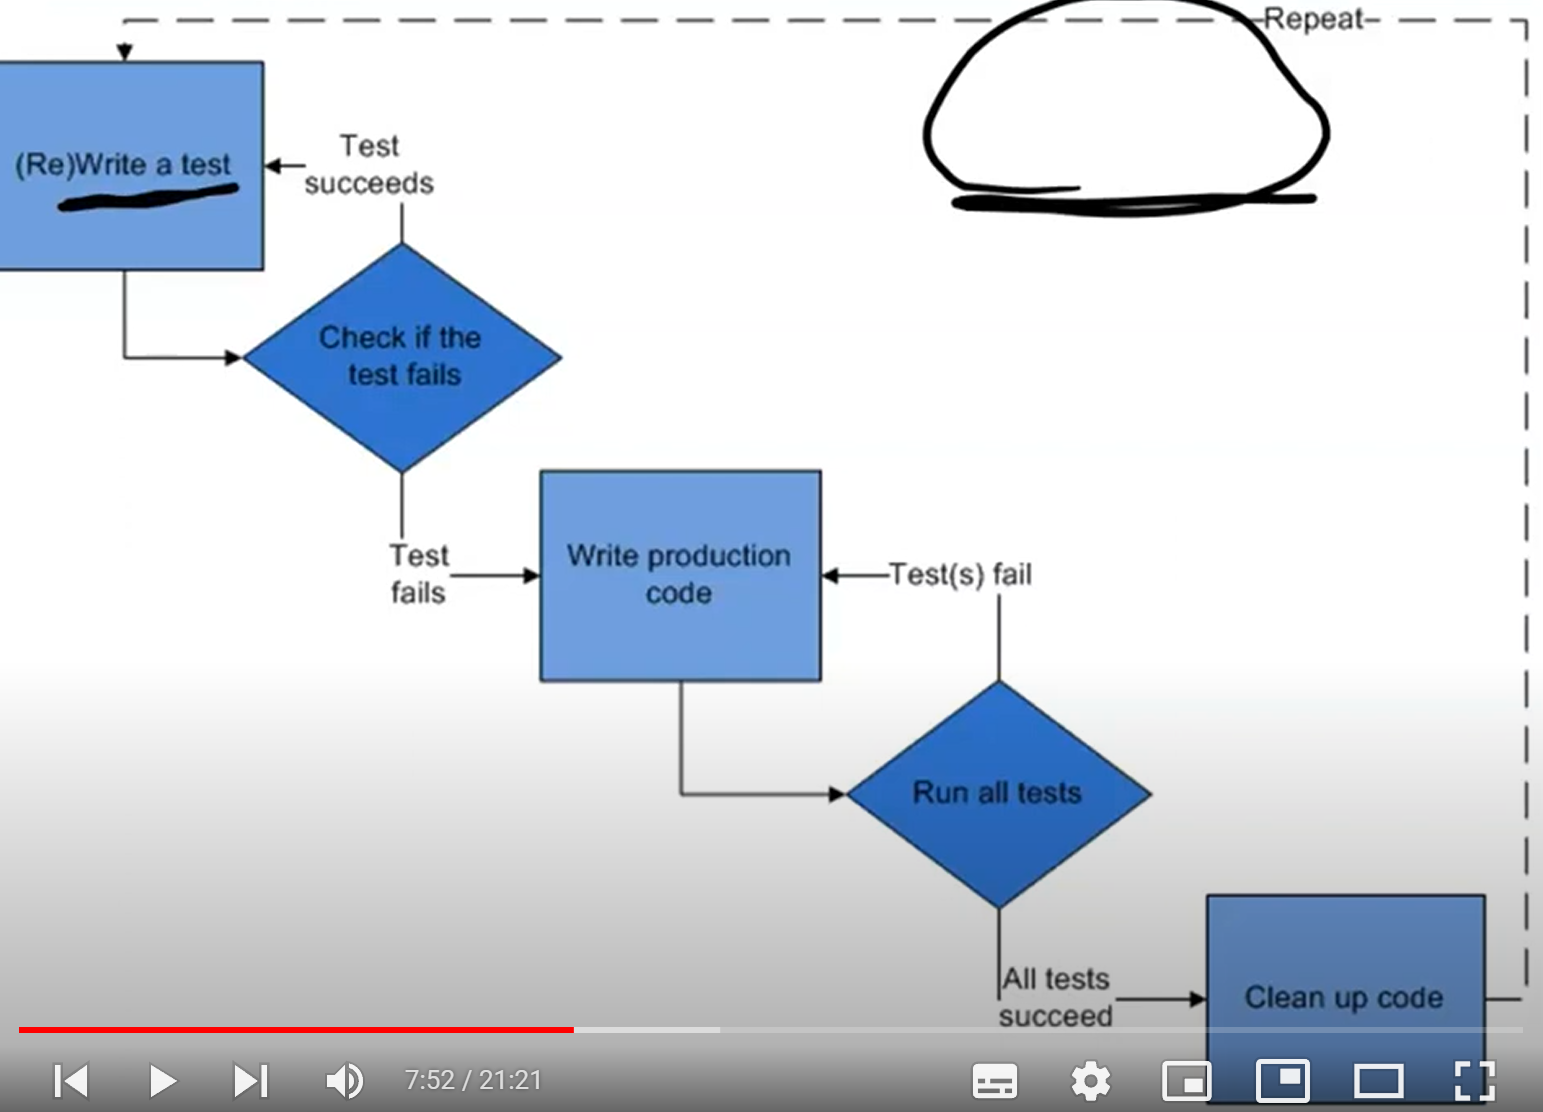 Repeat
(Re)Write a test
Test
succeeds
Check if the
test fails
Test
fails
Write production
code
Test(s) fail
Run all tests
All tests
succeed
Clean up code
7:52 / 21:21